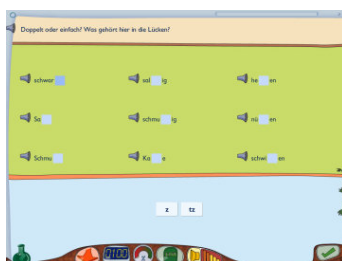 Doppelt oder einfach? Was gehört hier in die Lücken?
schwar sal ig he en
Sa schmu ig nü en
Schmu Ka e schwi en
z tz